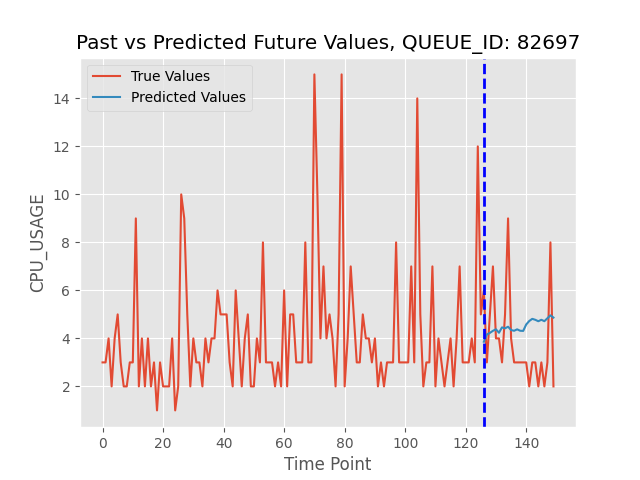 Past vs Predicted Future Values, QUEUE_ID: 82697
True Values
Predicted Values
CPU_USAGE
14
12
10
8
6
4
2
0 20 40 60 80 100 120 140
Time Point